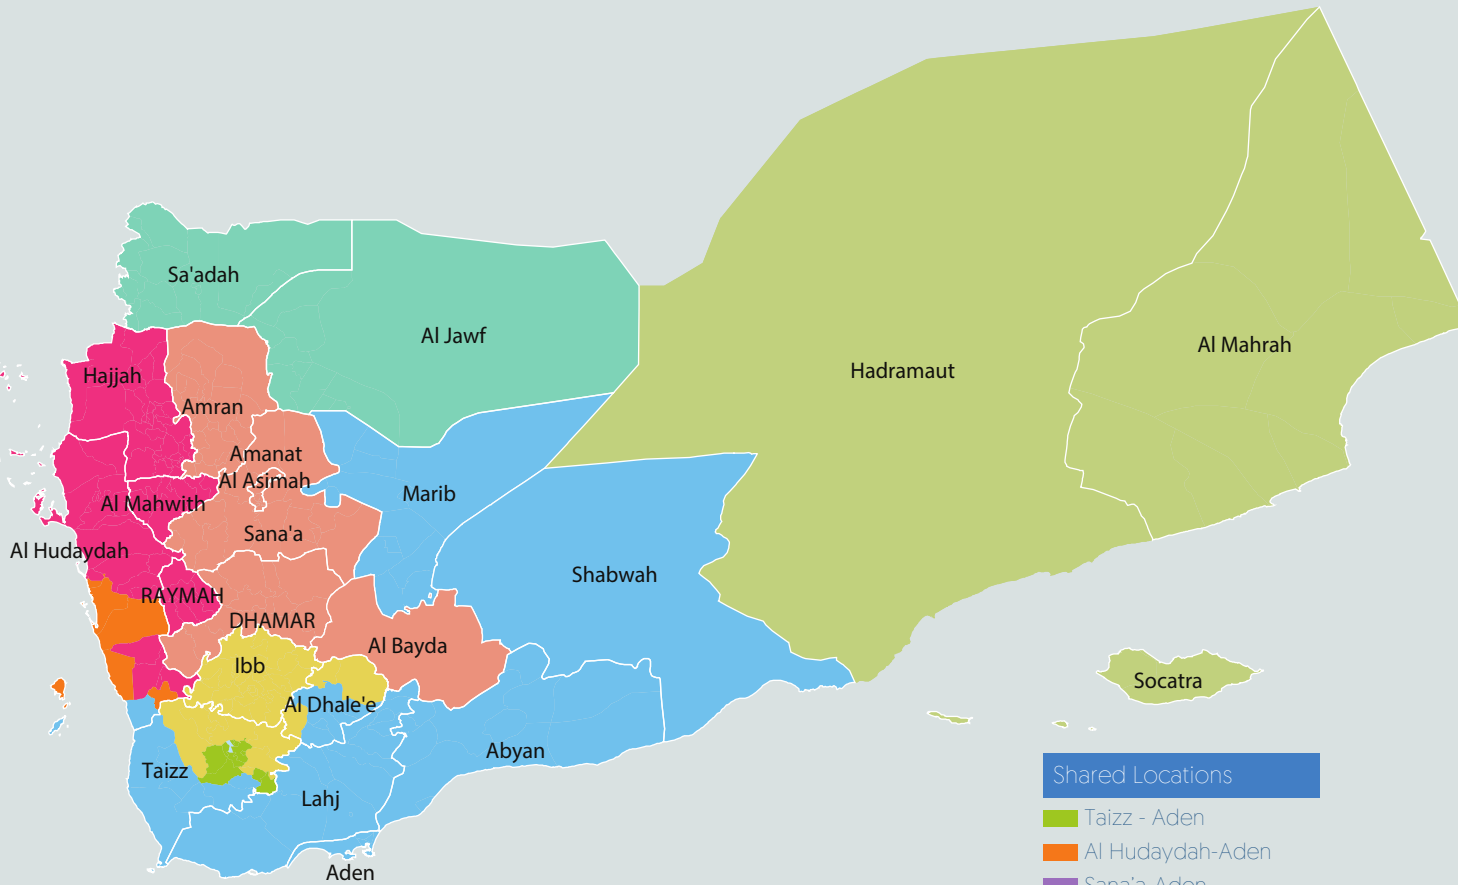 Sa'adah
Al Jawf
Al Mahrah
Hadramaut
Hajjah
Amran
Amanat
Al Asimah
Marib
Al Mahwith
Sana'a
Al Hudaydah
Shabwah
RAYMAH
DHAMAR
Al Bayda
Ibb
Socatra
Al Dhale'e
Abyan
Taizz
Lahj
Aden
Shared Locations
Taizz - Aden
Al Hudaydah-Aden
Sana'a-Aden